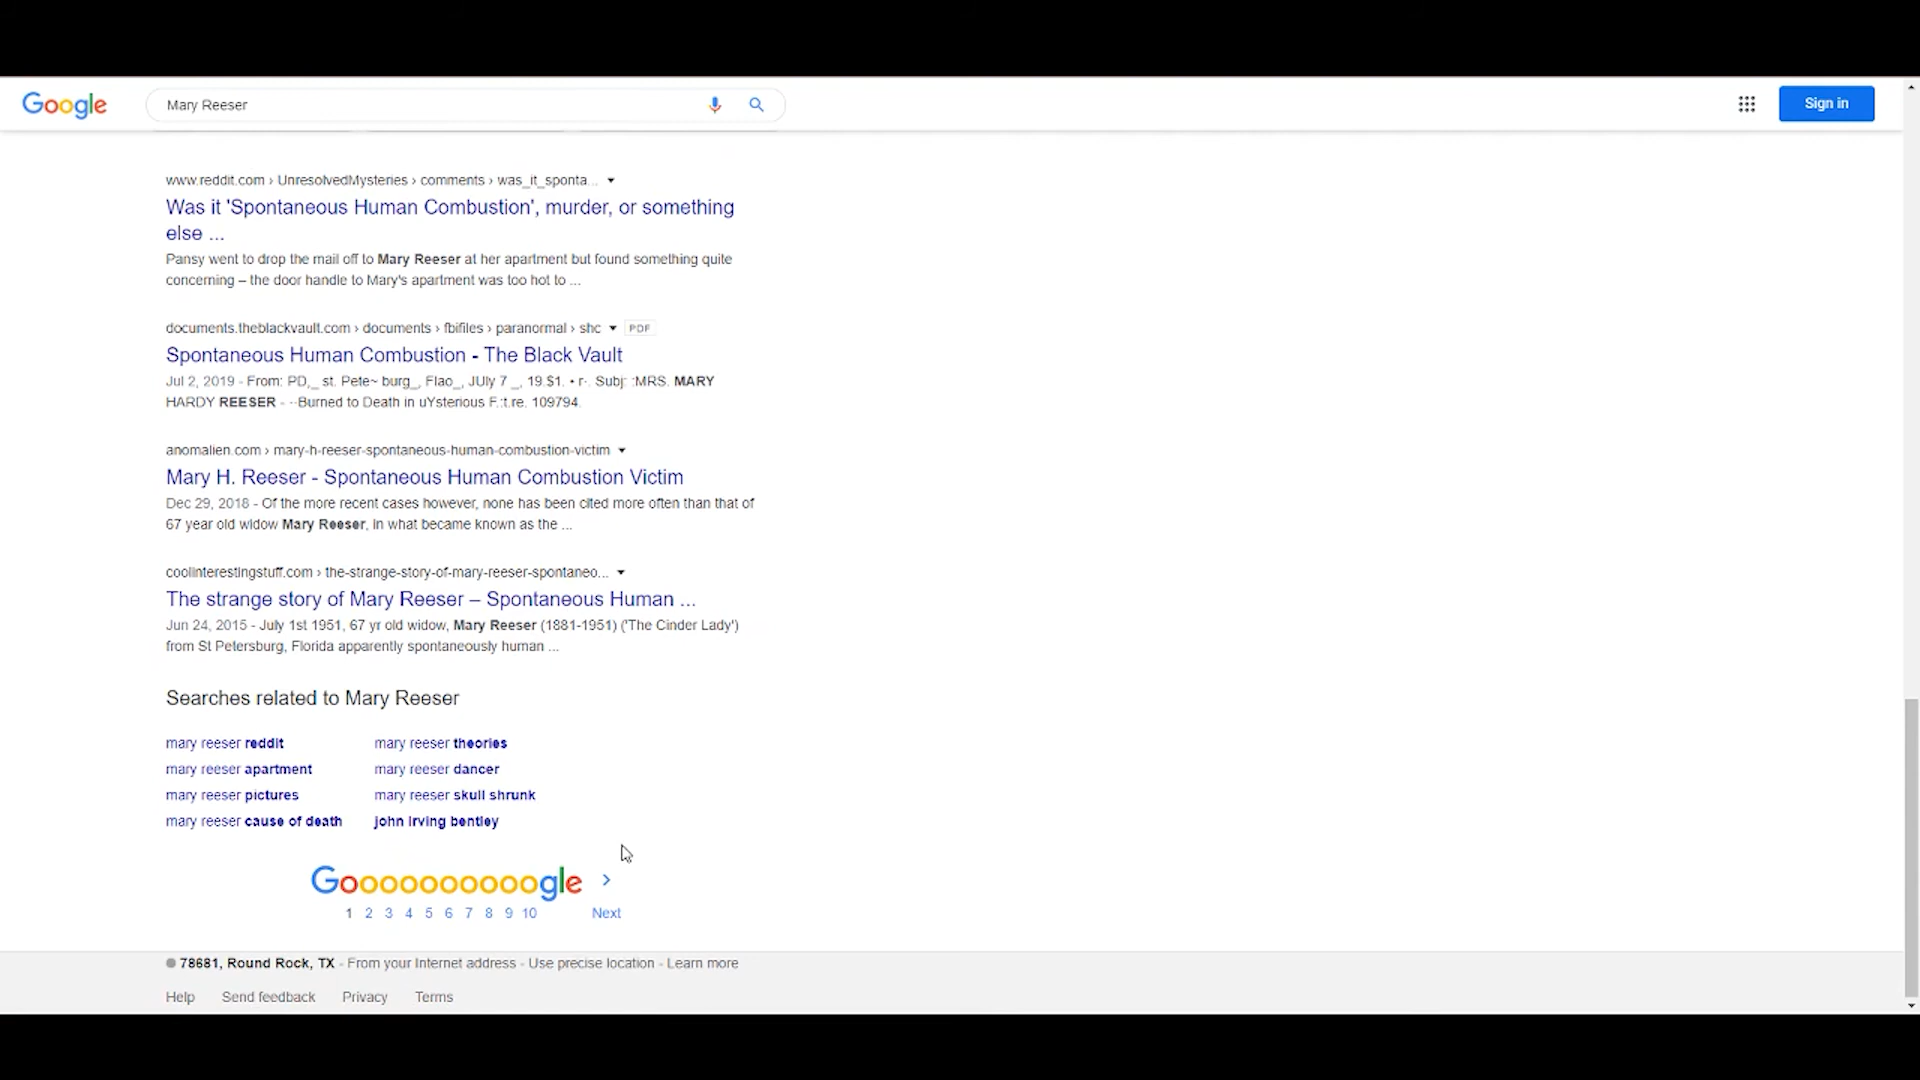 Google
Mary Reeser
Sign in
www.reddit.com › UnresolvedMysteries › comments › was_it_sponta...
Was it 'Spontaneous Human Combustion', murder, or something
else ...
Pansy went to drop the mail off to Mary Reeser at her apartment but found something quite
concerning – the door handle to Mary's apartment was too hot to ...
documents.theblackvault.com › documents › fbifiles › paranormal › shc PDF
Spontaneous Human Combustion - The Black Vault
Jul 2, 2019 - From: PD,_ st. Pete~ burg_, Flao_, JUly 7 _, 19.$1. • r·. Subj: :MRS. MARY
HARDY REESER - ··Burned to Death in uYsterious F.:t.re. 109794.
anomalien.com › mary-h-reeser-spontaneous-human-combustion-victim
Mary H. Reeser - Spontaneous Human Combustion Victim
Dec 29, 2018 - Of the more recent cases however, none has been cited more often than that of
67 year old widow Mary Reeser, in what became known as the ...
coolinterestingstuff.com › the-strange-story-of-mary-reeser-spontaneo...
The strange story of Mary Reeser – Spontaneous Human ...
Jun 24, 2015 - July 1st 1951, 67 yr old widow, Mary Reeser (1881-1951) ('The Cinder Lady')
from St Petersburg, Florida apparently spontaneously human ...
Searches related to Mary Reeser
mary reeser reddit
mary reeser theories
mary reeser apartment
mary reeser dancer
mary reeser pictures
mary reeser skull shrunk
mary reeser cause of death
john irving bentley
Goooooooooogle >
1 2 3 4 5 6 7 8 9 10 Next
78681, Round Rock, TX - From your Internet address - Use precise location - Learn more
Help Send feedback Privacy Terms